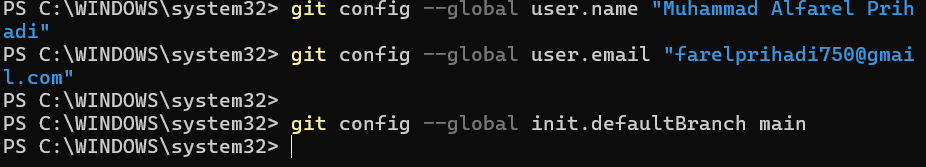 PS C:\WINDOWS\system32> git config --global user.name "Muhammad Alfarel Prih
adi"
PS C:\WINDOWS\system32> git config --global user.email "farelprihadi750@gmai
l.com"
PS C:\WINDOWS\system32>
PS C:\WINDOWS\system32> git config --global init.defaultBranch main
PS C:\WINDOWS\system32>